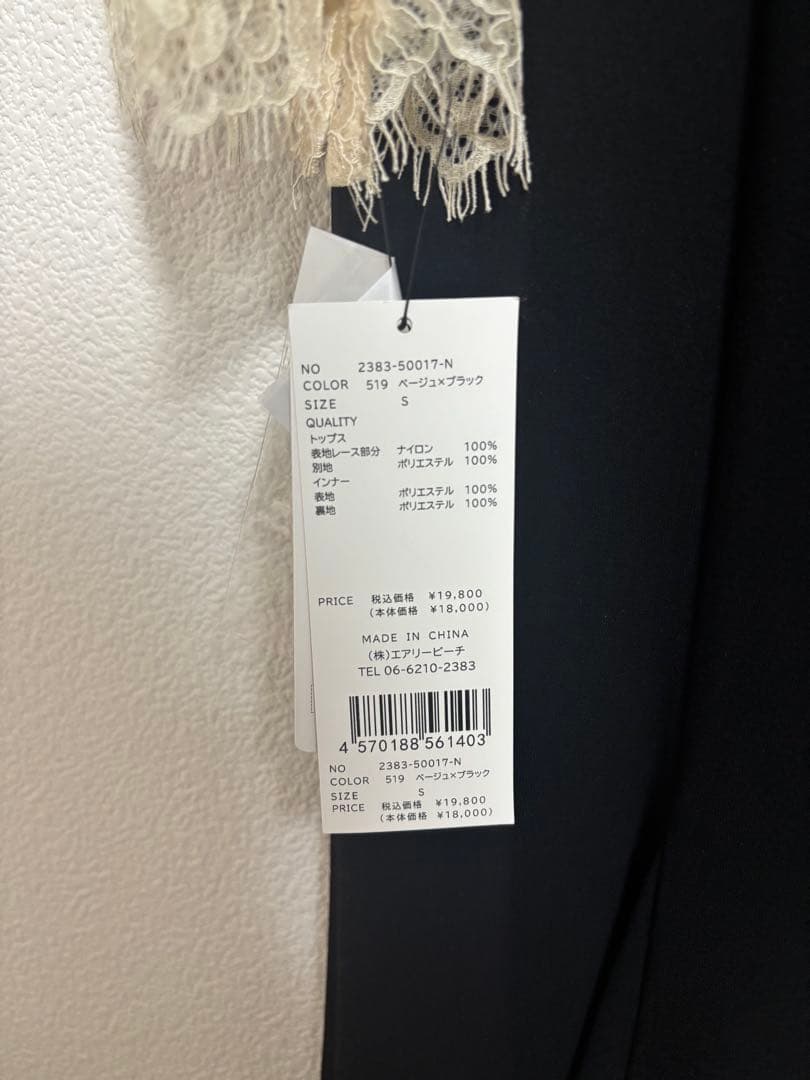 NO 2383-50017-N
COLOR 519 ベージュ×ブラック
SIZE S
QUALITY
トップス
表地レース部分 ナイロン 100%
別地 ポリエステル 100%
インナー
表地 ポリエステル 100%
裏地 ポリエステル 100%
PRICE 税込価格 ¥19,800
(本体価格 ¥18,000)
MADE IN CHINA
(株)エアリービーチ
TEL 06-6210-2383
4 570188 561403
NO 2383-50017-N
COLOR 519 ベージュ×ブラック
SIZE S
PRICE 税込価格 ¥19,800
(本体価格 ¥18,000)